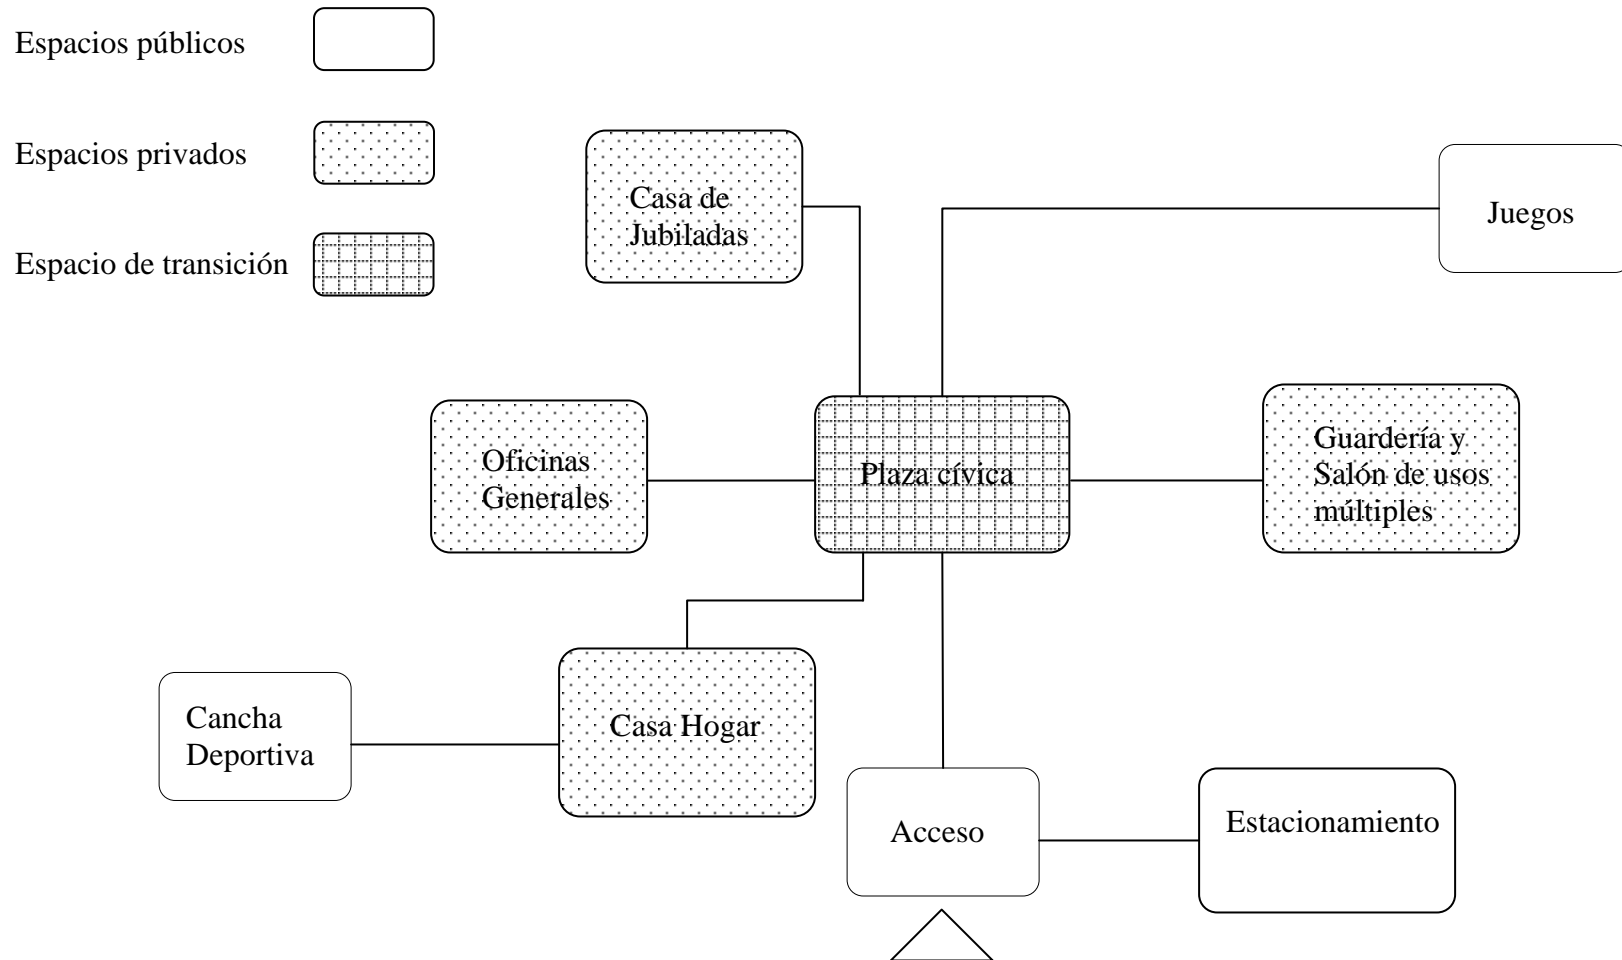 Espacios públicos
Espacios privados
Espacio de transición
Casa de
Jubiladas
Juegos
Oficinas
Generales
Plaza cívica
Guardería y
Salón de usos
múltiples
Cancha
Deportiva
Casa Hogar
Acceso
Estacionamiento